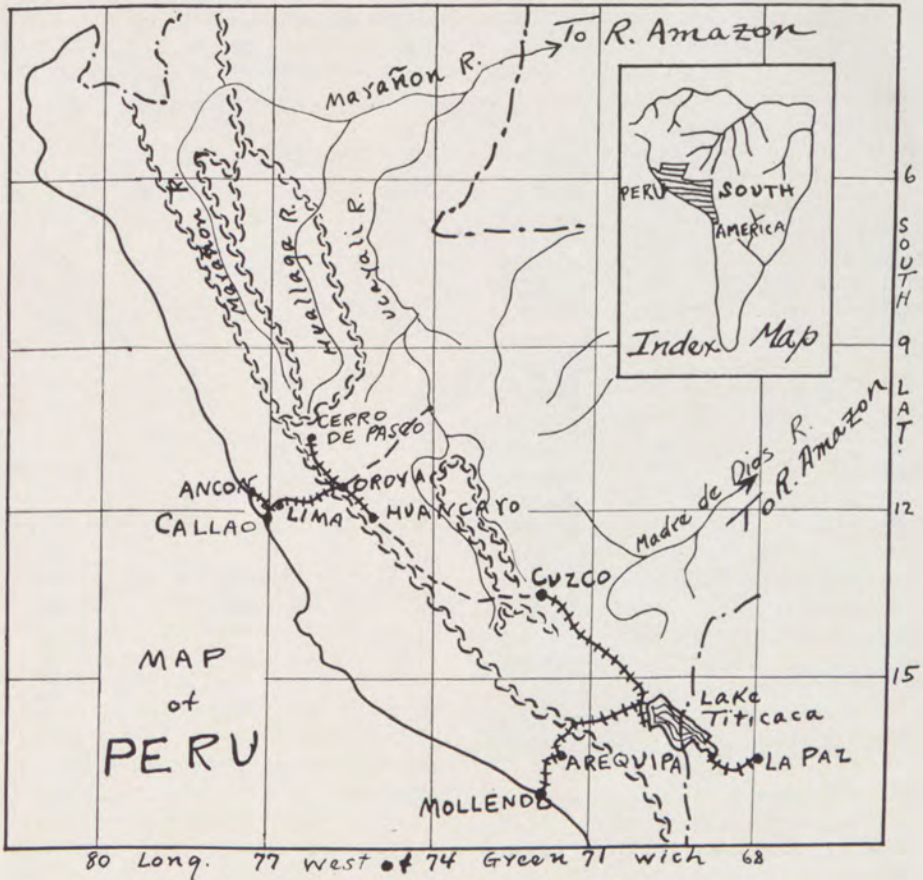 To R. Amazon
Marañon R.
PERU
SOUTH
AMERICA
Index Map
6
SOUTH LAT.
9
12
15
Marañon R.
Huallaga R.
Ucayali R.
CERRO
DE PASCO
OROYA
ANCON
LIMA
HUANCAYO
CALLAO
Madre de Dios R.
To R. Amazon
CUZCO
MAP
of
PERU
Lake
Titicaca
AREQUIPA
LA PAZ
MOLLENDO
80 Long. 77 West of 74 Green 71 wich 68